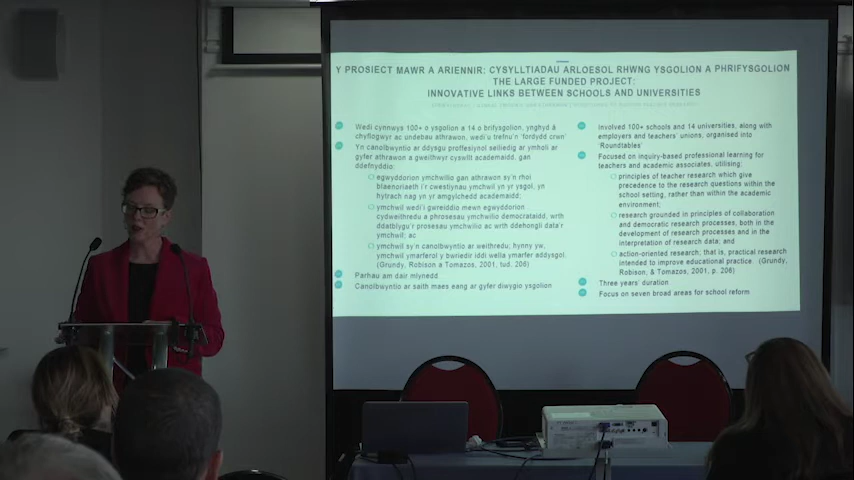 Y PROSIECT MAWR A ARIENNIR: CYSYLLTIADAU ARLOESOL RHWNG YSGOLION A PHRIFYSGOLION
THE LARGE FUNDED PROJECT:
INNOVATIVE LINKS BETWEEN SCHOOLS AND UNIVERSITIES
Wedi cynnwys 100+ o ysgolion a 14 o brifysgolion, ynghyd â
chyflogwyr ac undebau athrawon, wedi u trefnu'n 'fordydd crwn'
Yn canolbwyntio ar ddysgu proffesiynol seiliedig ar ymholi ar
gyfer athrawon a gweithwyr cyswllt academaidd, gan
ddefnyddio:
egwyddorion ymchwilio gan athrawon sy'n rhoi
blaenoriaeth i'r cwestiynau ymchwil yn yr ysgol, yn
hytrach nag yn yr amgylchedd academaidd;
ymchwil wedi'i gwreiddio mewn egwyddorion
cydweithredu a phrosesau ymchwilio democrataidd, wrth
ddatblygu'r prosesau ymchwilio ac wrth ddehongli data'r
ymchwil; ac
ymchwil sy'n canolbwyntio ar weithredu; hynny yw,
ymchwil ymarferol y bwriedir iddi wella ymarfer addysgol.
(Grundy, Robison a Tomazos, 2001, tud. 206)
Parhau am dair mlynedd
Canolbwyntio ar saith maes eang ar gyfer diwygio ysgolion
Involved 100+ schools and 14 universities, along with
employers and teachers' unions, organised into
'Roundtables'
Focused on inquiry-based professional learning for
teachers and academic associates, utilising:
principles of teacher research which give
precedence to the research questions within the
school setting, rather than within the academic
environment;
research grounded in principles of collaboration
and democratic research processes, both in the
development of research processes and in the
interpretation of research data; and
action-oriented research, that is, practical research
intended to improve educational practice. (Grundy,
Robison, & Tomazos, 2001, p. 206)
Three years' duration
Focus on seven broad areas for school reform